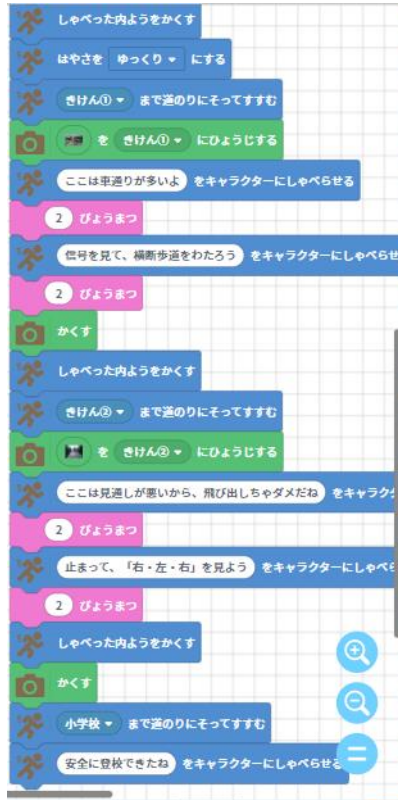 しゃべった内ようをかくす
はやさを ゆっくり にする
きけん① まで道のりにそってすすむ
を きけん① にひょうじする
ここは車通りが多いよ をキャラクターにしゃべらせる
2 びょうまつ
信号を見て、横断歩道をわたろう をキャラクターにしゃべらせ
2 びょうまつ
かくす
しゃべった内ようをかくす
きけん② まで道のりにそってすすむ
を きけん② にひょうじする
ここは見通しが悪いから、飛び出しちゃダメだね をキャラク
2 びょうまつ
止まって、「右・左・右」を見よう をキャラクターにしゃべ
2 びょうまつ
しゃべった内ようをかくす
かくす
小学校 まで道のりにそってすすむ
安全に登校できたね をキャラクターにしゃべらせ